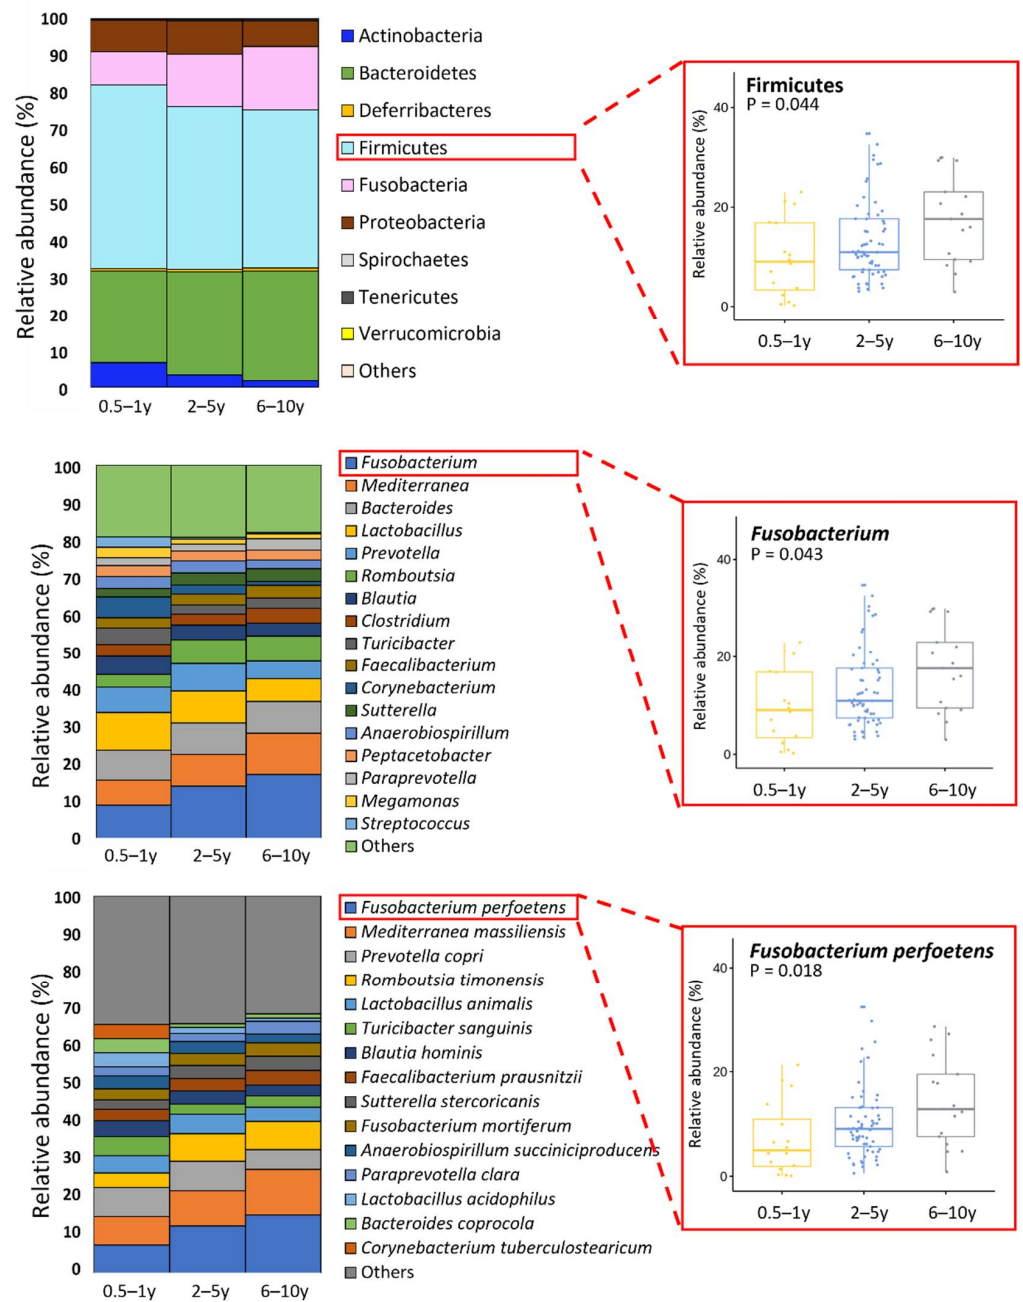 Relative abundance (%)
100
90
80
70
60
50
40
30
20
10
0
0.5–1y
2–5y
6–10y
Actinobacteria
Bacteroidetes
Deferribacteres
Firmicutes
Fusobacteria
Proteobacteria
Spirochaetes
Tenericutes
Verrucomicrobia
Others
Firmicutes
P = 0.044
Relative abundance (%)
40
20
0
0.5–1y
2–5y
6–10y
Relative abundance (%)
100
90
80
70
60
50
40
30
20
10
0
0.5–1y
2–5y
6–10y
Fusobacterium
Mediterranea
Bacteroides
Lactobacillus
Prevotella
Romboutsia
Blautia
Clostridium
Turicibacter
Faecalibacterium
Corynebacterium
Sutterella
Anaerobiospirillum
Peptacetobacter
Paraprevotella
Megamonas
Streptococcus
Others
Fusobacterium
P = 0.043
Relative abundance (%)
40
20
0
0.5–1y
2–5y
6–10y
Relative abundance (%)
100
90
80
70
60
50
40
30
20
10
0
0.5–1y
2–5y
6–10y
Fusobacterium perfoetens
Mediterranea massiliensis
Prevotella copri
Romboutsia timonensis
Lactobacillus animalis
Turicibacter sanguinis
Blautia hominis
Faecalibacterium prausnitzii
Sutterella stercoricanis
Fusobacterium mortiferum
Anaerobiospirillum succiniciproducens
Paraprevotella clara
Lactobacillus acidophilus
Bacteroides coprocola
Corynebacterium tuberculostearicum
Others
Fusobacterium perfoetens
P = 0.018
Relative abundance (%)
40
20
0
0.5–1y
2–5y
6–10y